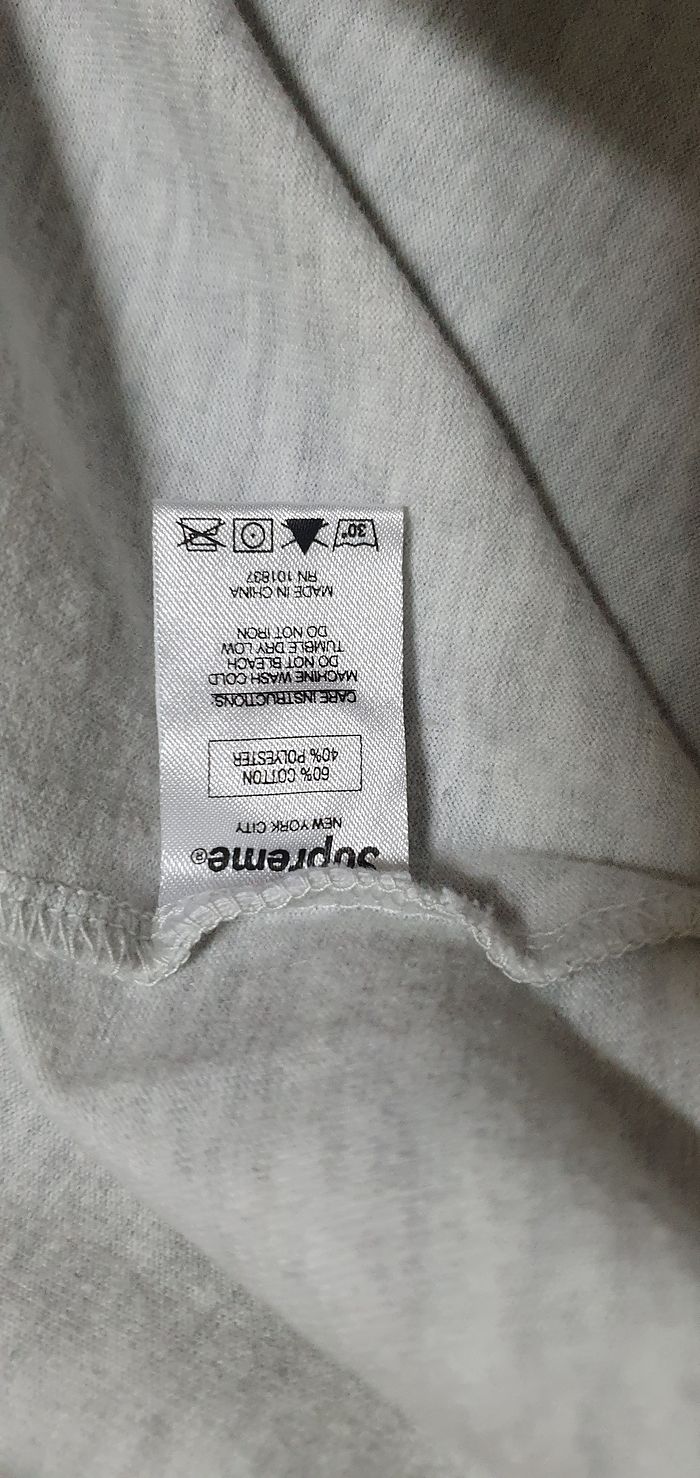 Supreme®
NEW YORK CITY
60% COTTON
40% POLYESTER
CARE INSTRUCTIONS:
MACHINE WASH COLD
DO NOT BLEACH
TUMBLE DRY LOW
DO NOT IRON
MADE IN CHINA
RN 101837
30°